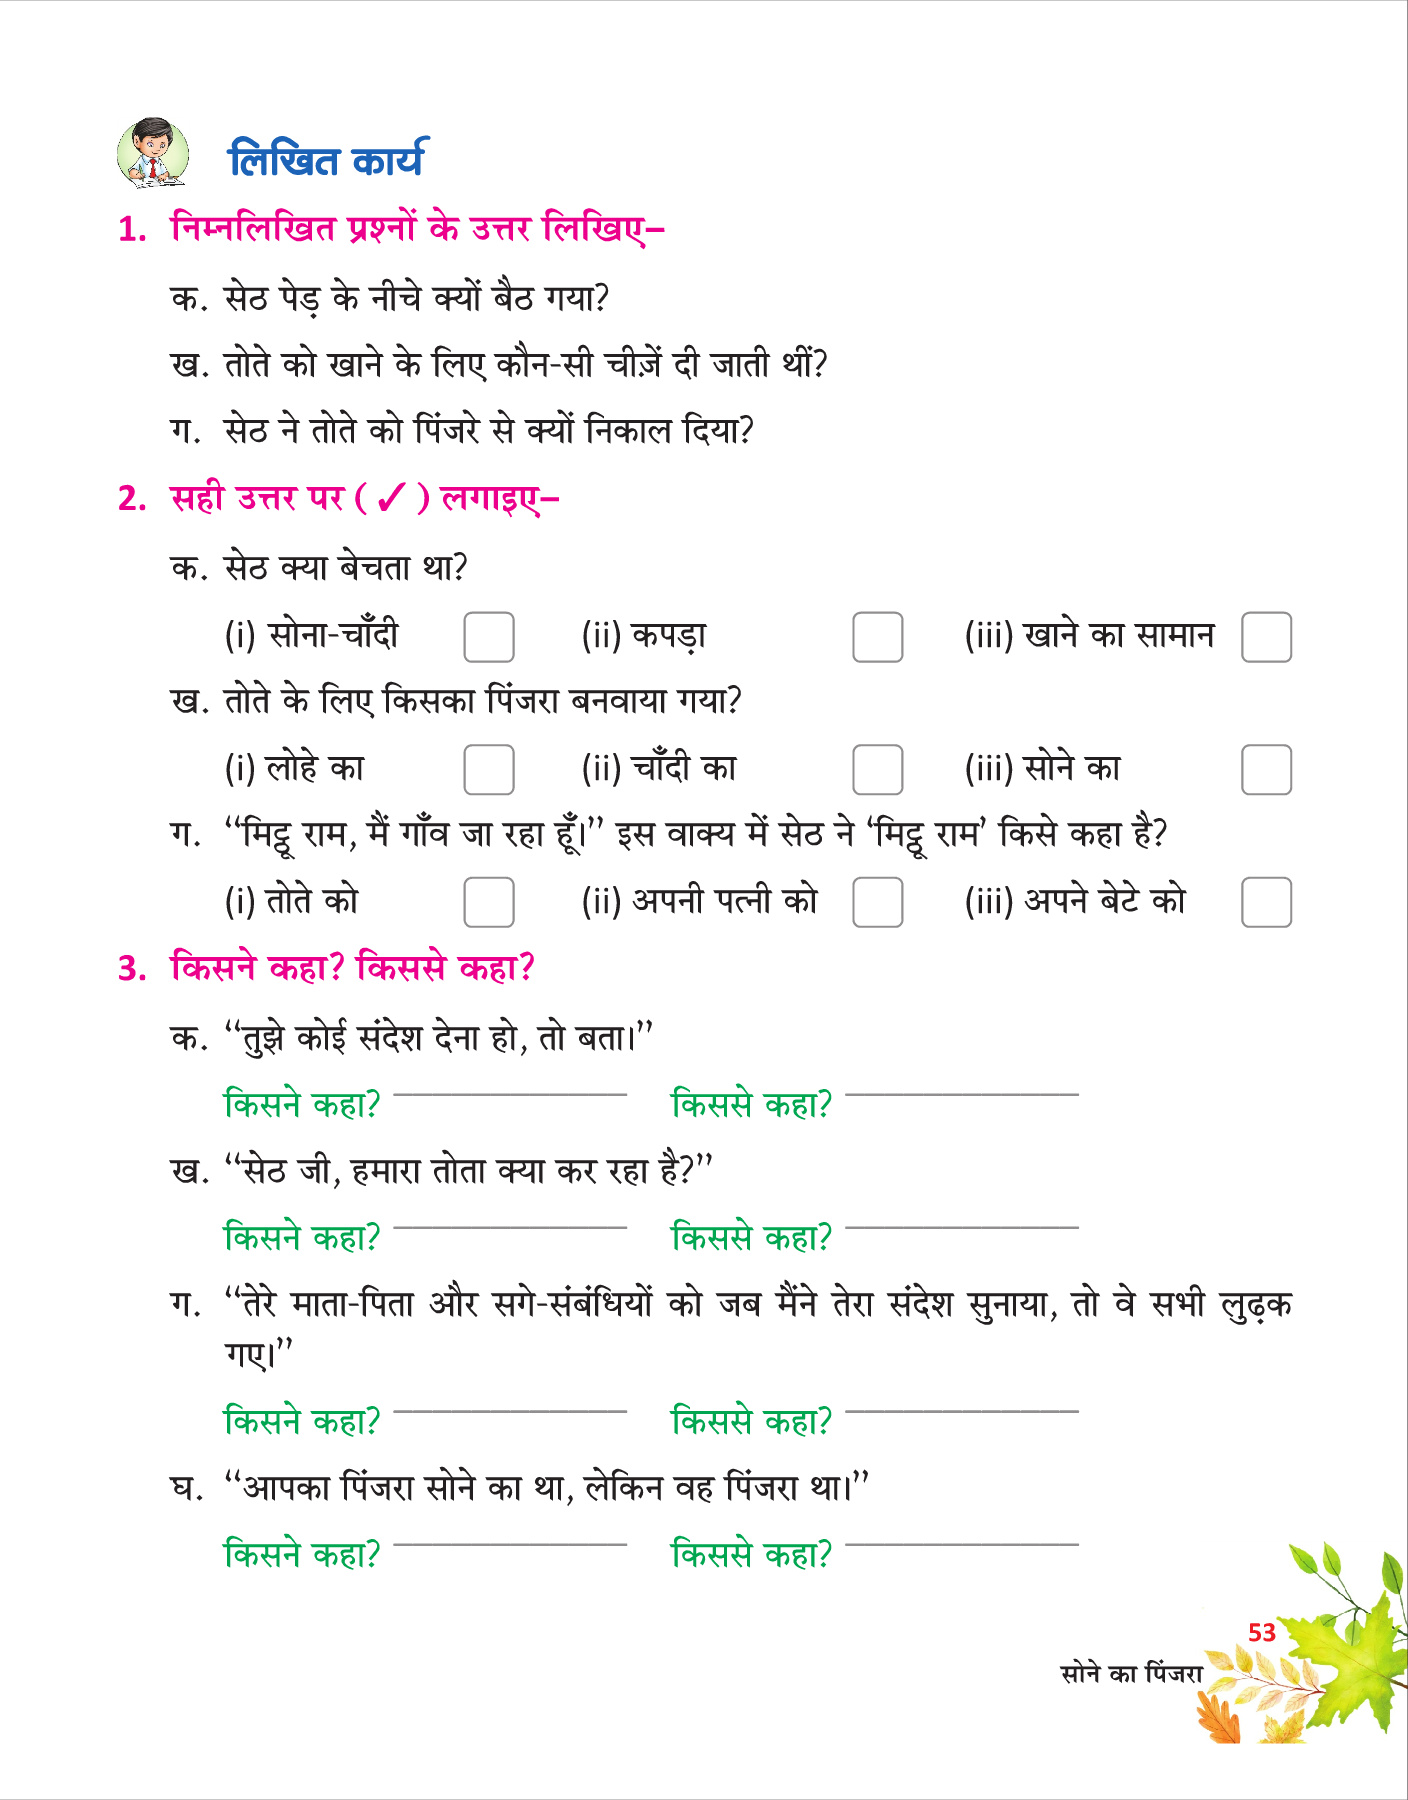 लिखित कार्य
1. निम्नलिखित प्रश्नों के उत्तर लिखिए–
क. सेठ पेड़ के नीचे क्यों बैठ गया?
ख. तोते को खाने के लिए कौन-सी चीज़ें दी जाती थीं?
ग. सेठ ने तोते को पिंजरे से क्यों निकाल दिया?
2. सही उत्तर पर (✓) लगाइए–
क. सेठ क्या बेचता था?
(i) सोना-चाँदी (ii) कपड़ा (iii) खाने का सामान
ख. तोते के लिए किसका पिंजरा बनवाया गया?
(i) लोहे का (ii) चाँदी का (iii) सोने का
ग. “मिट्ठू राम, मैं गाँव जा रहा हूँ।” इस वाक्य में सेठ ने ‘मिट्ठू राम’ किसे कहा है?
(i) तोते को (ii) अपनी पत्नी को (iii) अपने बेटे को
3. किसने कहा? किससे कहा?
क. “तुझे कोई संदेश देना हो, तो बता।”
किसने कहा? ____________ किससे कहा? ____________
ख. “सेठ जी, हमारा तोता क्या कर रहा है?”
किसने कहा? ____________ किससे कहा? ____________
ग. “तेरे माता-पिता और सगे-संबंधियों को जब मैंने तेरा संदेश सुनाया, तो वे सभी लुढ़क
गए।”
किसने कहा? ____________ किससे कहा? ____________
घ. “आपका पिंजरा सोने का था, लेकिन वह पिंजरा था।”
किसने कहा? ____________ किससे कहा? ____________
53
सोने का पिंजरा